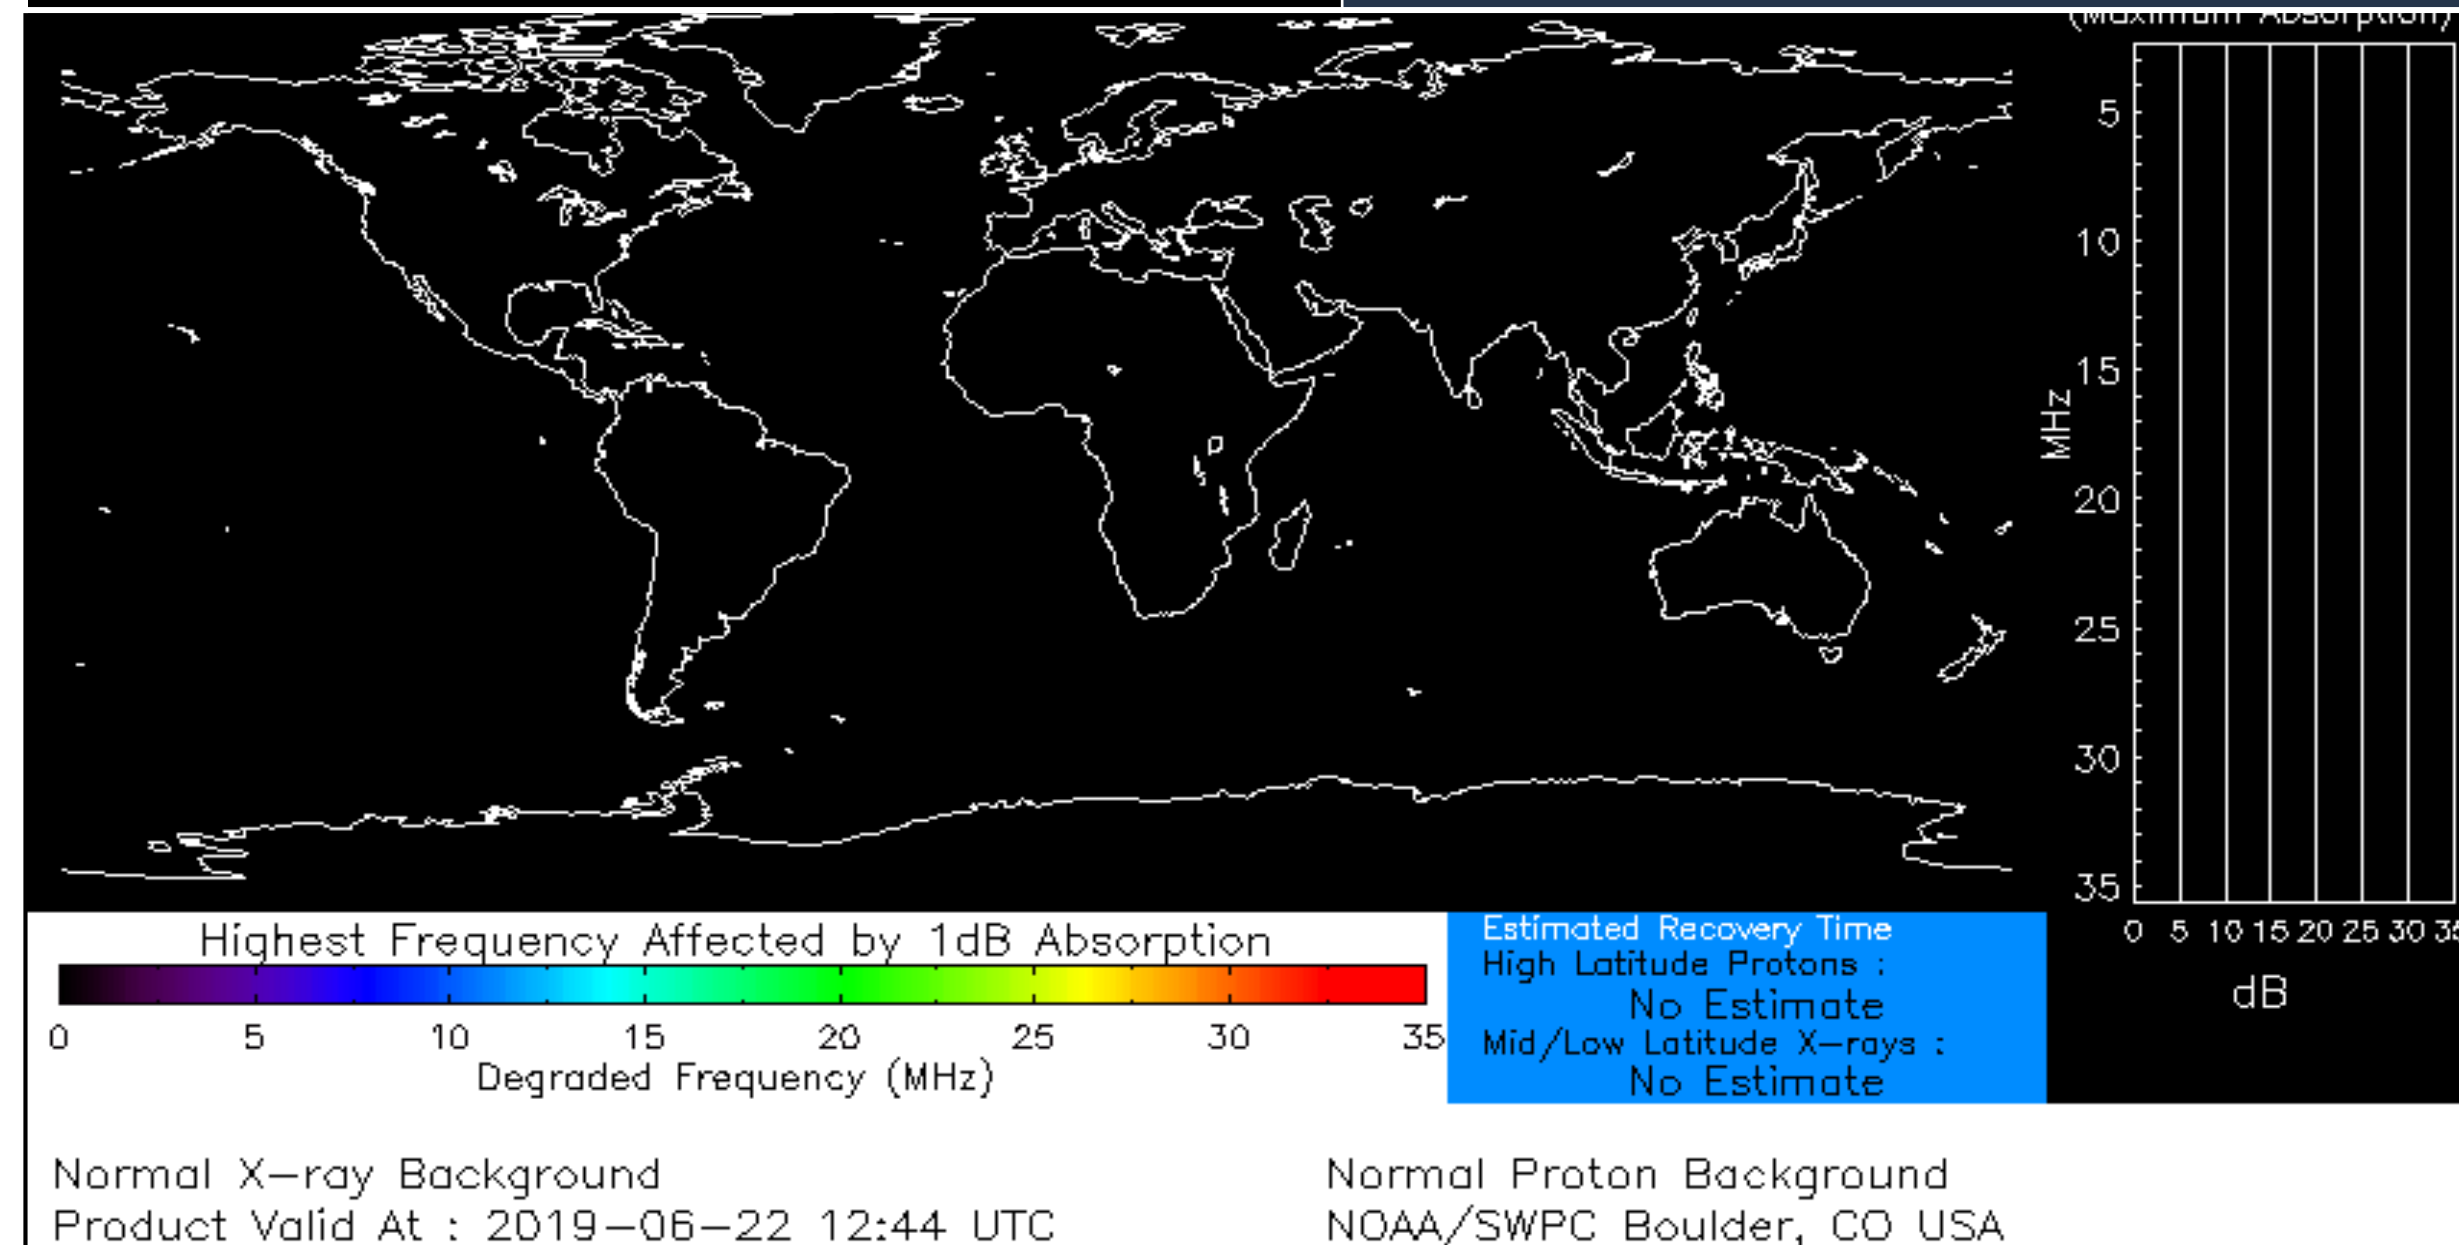 (Maximum Absorption)
5
10
15
20
25
30
35
MHz
0 5 10 15 20 25 30 35
dB
Highest Frequency Affected by 1dB Absorption
0 5 10 15 20 25 30 35
Degraded Frequency (MHz)
Estimated Recovery Time
High Latitude Protons :
No Estimate
Mid/Low Latitude X-rays :
No Estimate
Normal X-ray Background
Normal Proton Background
Product Valid At : 2019-06-22 12:44 UTC
NOAA/SWPC Boulder, CO USA